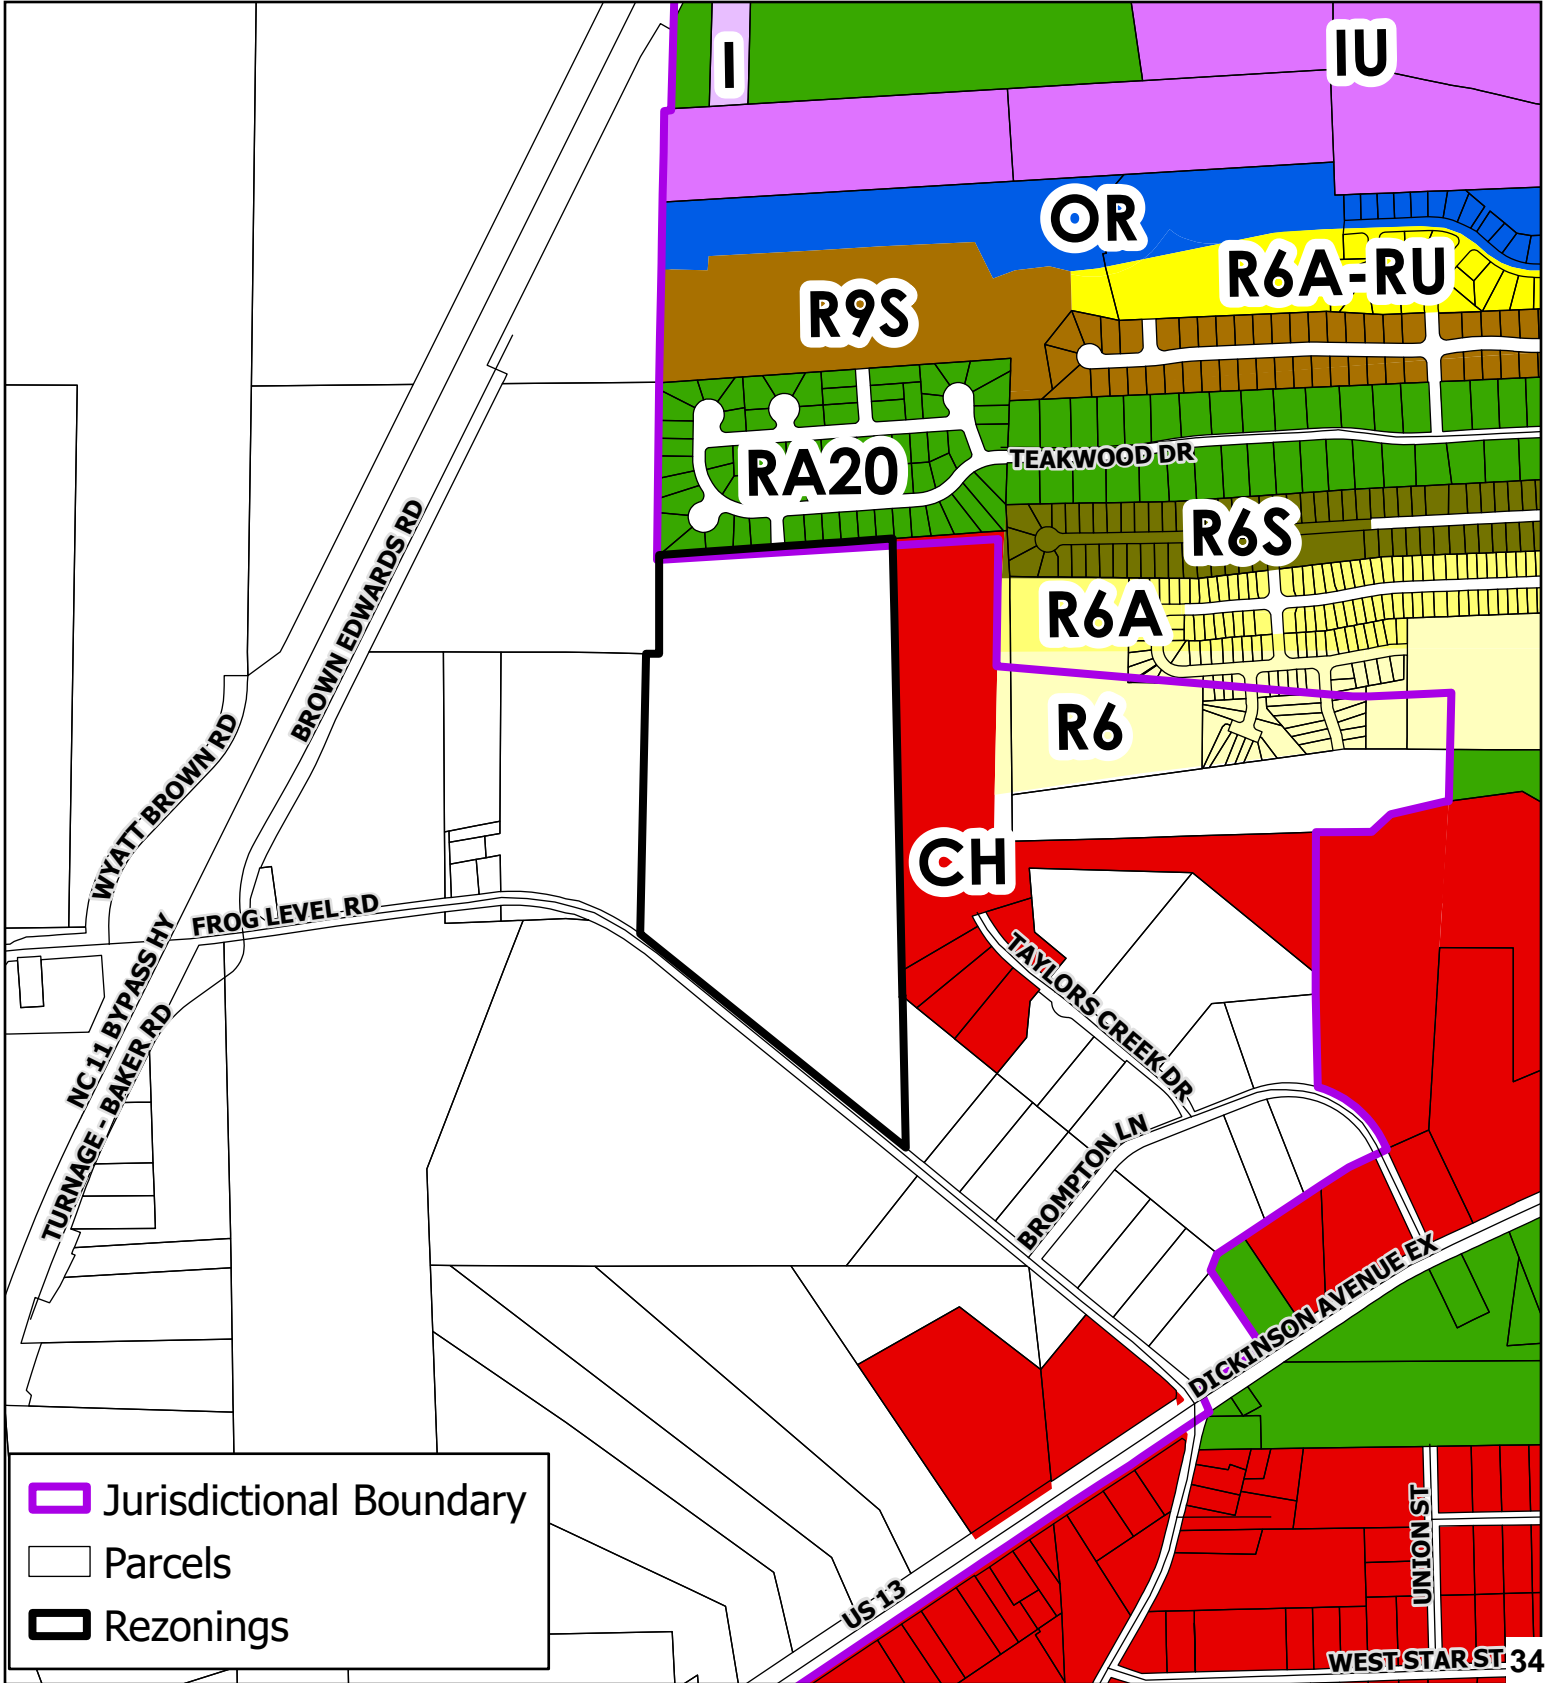 I
IU
OR
R6A-RU
R9S
TEAKWOOD DR
RA20
R6S
BROWN EDWARDS RD
R6A
R6
WYATT BROWN RD
CH
FROG LEVEL RD
TAYLORS CREEK DR
NC 11 BYPASS HY
TURNAGE - BAKER RD
BROMPTON LN
DICKINSON AVENUE EX
Jurisdictional Boundary
Parcels
Rezonings
US 13
UNION ST
WEST STAR ST
34